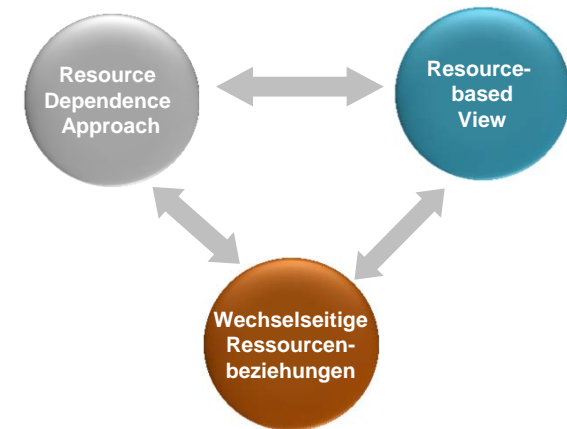 Resource
Dependence
Approach
Resource-
based
View
Wechselseitige
Ressourcen-
beziehungen